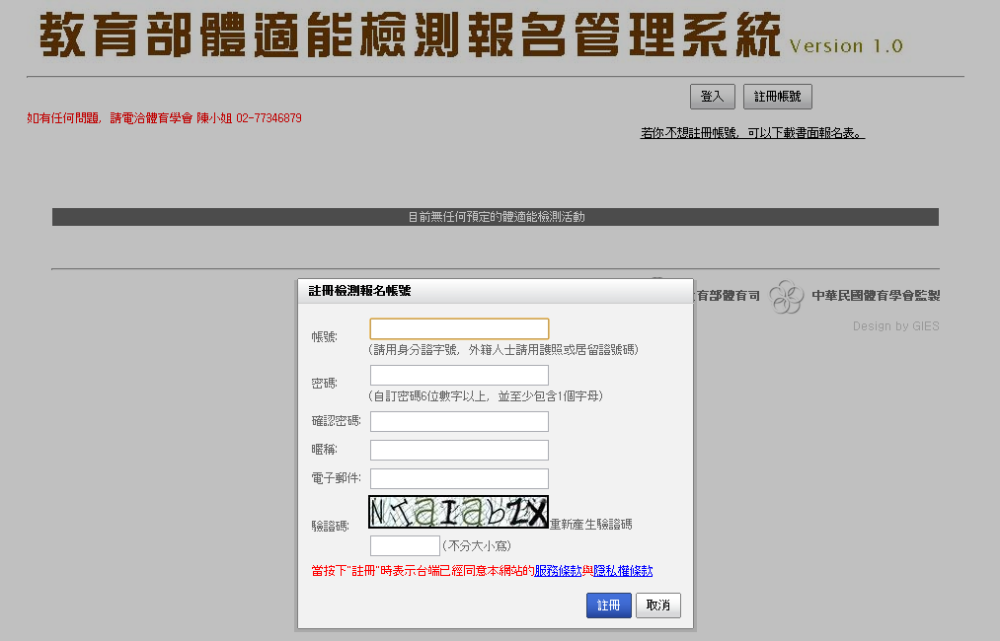 教育部體適能檢測報名管理系統 Version 1.0
登入 註冊帳號
如有任何問題，請電洽體育學會 陳小姐 02-77346879
若你不想註冊帳號，可以下載書面報名表。
目前無任何預定的體適能檢測活動
育部體育司 中華民國體育學會監製
Design by GIES
註冊檢測報名帳號
帳號:
(請用身分證字號，外籍人士請用護照或居留證號碼)
密碼:
(自訂密碼6位數字以上，並至少包含1個字母)
確認密碼:
暱稱:
電子郵件:
驗證碼: 重新產生驗證碼
(不分大小寫)
當按下"註冊"時表示台端已經同意本網站的服務條款與隱私權條款
註冊 取消